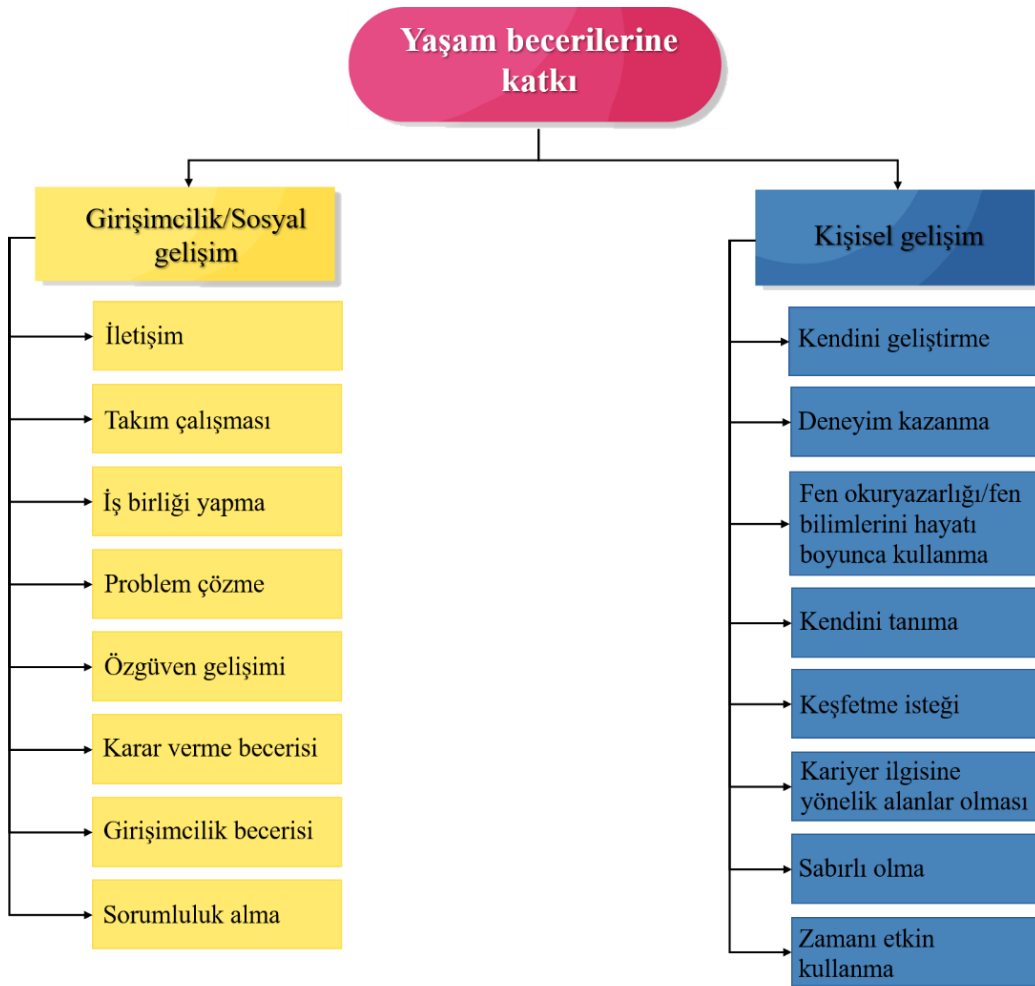 Yaşam becerilerine
katkı
Girişimcilik/Sosyal
gelişim
İletişim
Takım çalışması
İş birliği yapma
Problem çözme
Özgüven gelişimi
Karar verme becerisi
Girişimcilik becerisi
Sorumluluk alma
Kişisel gelişim
Kendini geliştirme
Deneyim kazanma
Fen okuryazarlığı/fen
bilimlerini hayatı
boyunca kullanma
Kendini tanıma
Keşfetme isteği
Kariyer ilgisine
yönelik alanlar olması
Sabırlı olma
Zamanı etkin
kullanma